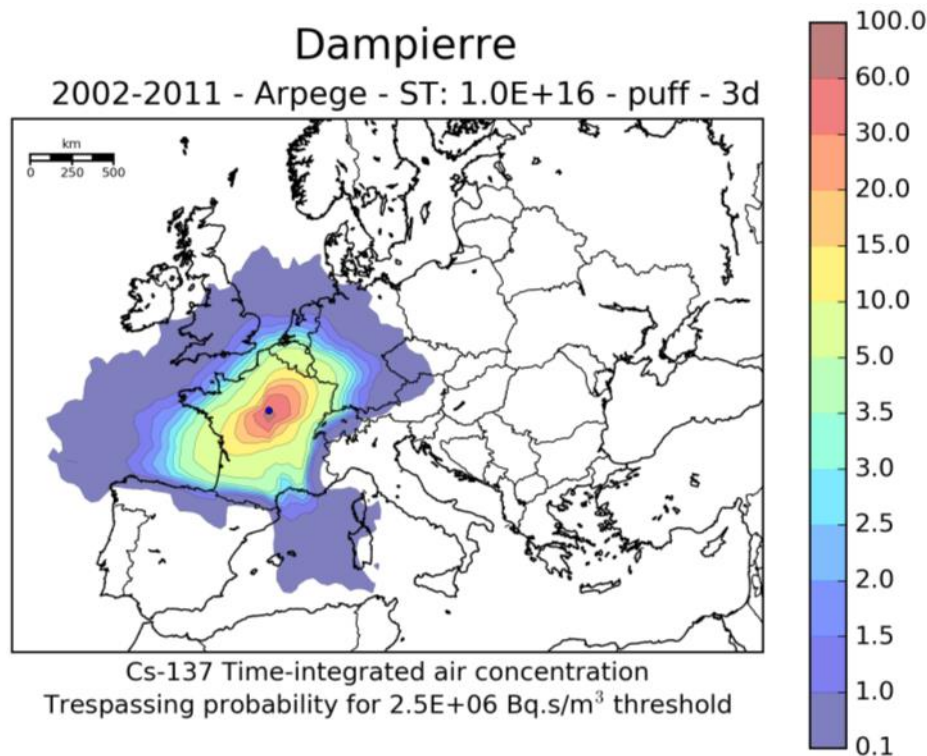 Dampierre
2002-2011 - Arpege - ST: 1.0E+16 - puff - 3d
km
0 250 500
100.0
60.0
30.0
20.0
15.0
10.0
5.0
3.5
3.0
2.5
2.0
1.5
1.0
0.1
Cs-137 Time-integrated air concentration
Trespassing probability for 2.5E+06 Bq.s/m³ threshold